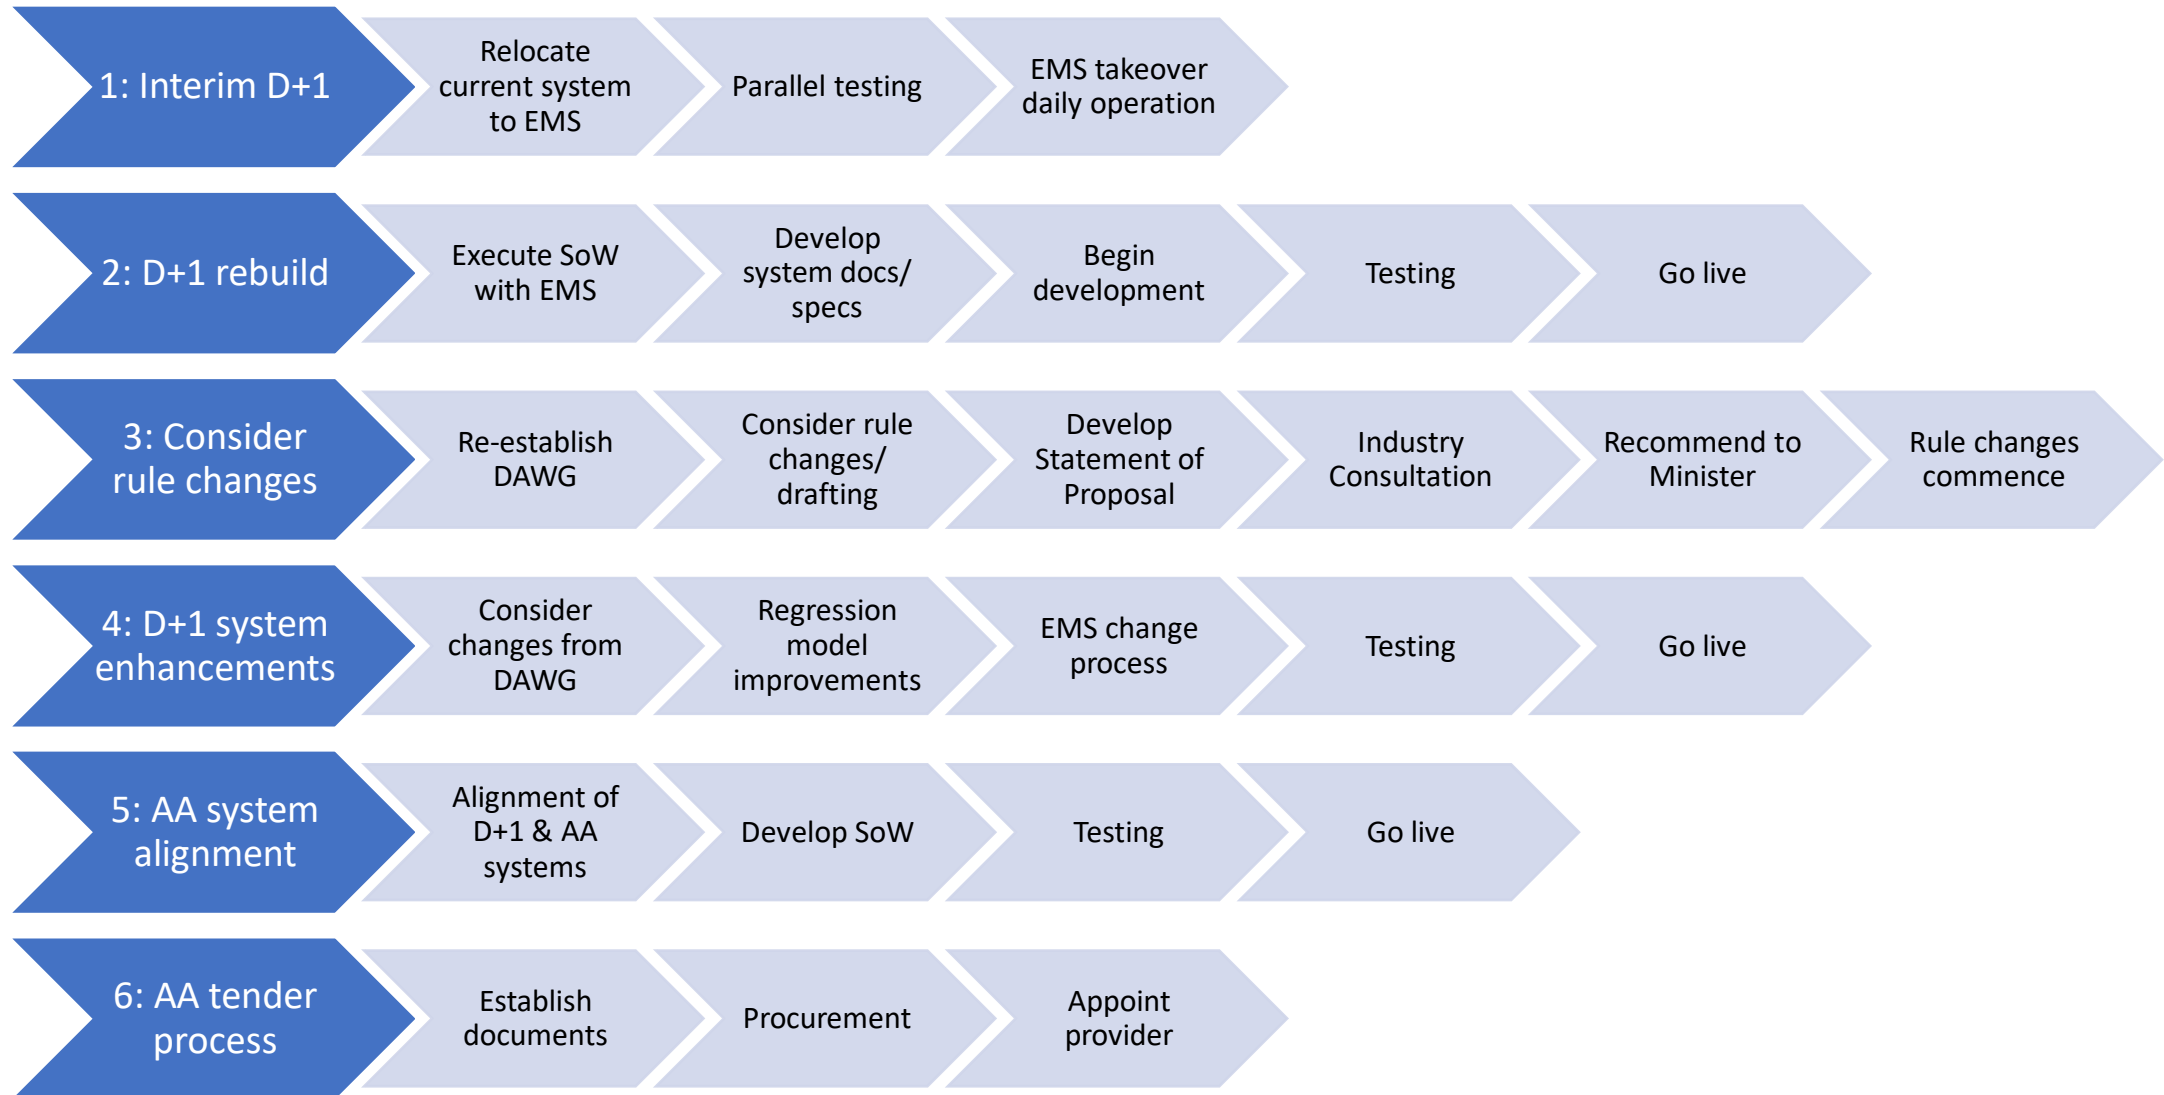 1: Interim D+1
Relocate
current system
to EMS
Parallel testing
EMS takeover
daily operation
2: D+1 rebuild
Execute SoW
with EMS
Develop
system docs/
specs
Begin
development
Testing
Go live
3: Consider
rule changes
Re-establish
DAWG
Consider rule
changes/
drafting
Develop
Statement of
Proposal
Industry
Consultation
Recommend to
Minister
Rule changes
commence
4: D+1 system
enhancements
Consider
changes from
DAWG
Regression
model
improvements
EMS change
process
Testing
Go live
5: AA system
alignment
Alignment of
D+1 & AA
systems
Develop SoW
Testing
Go live
6: AA tender
process
Establish
documents
Procurement
Appoint
provider